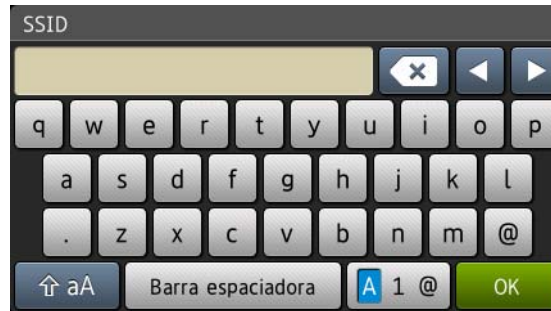 SSID
q w e r t y u i o p
a s d f g h j k l
. z x c v b n m @
aA Barra espaciadora A 1 @ OK